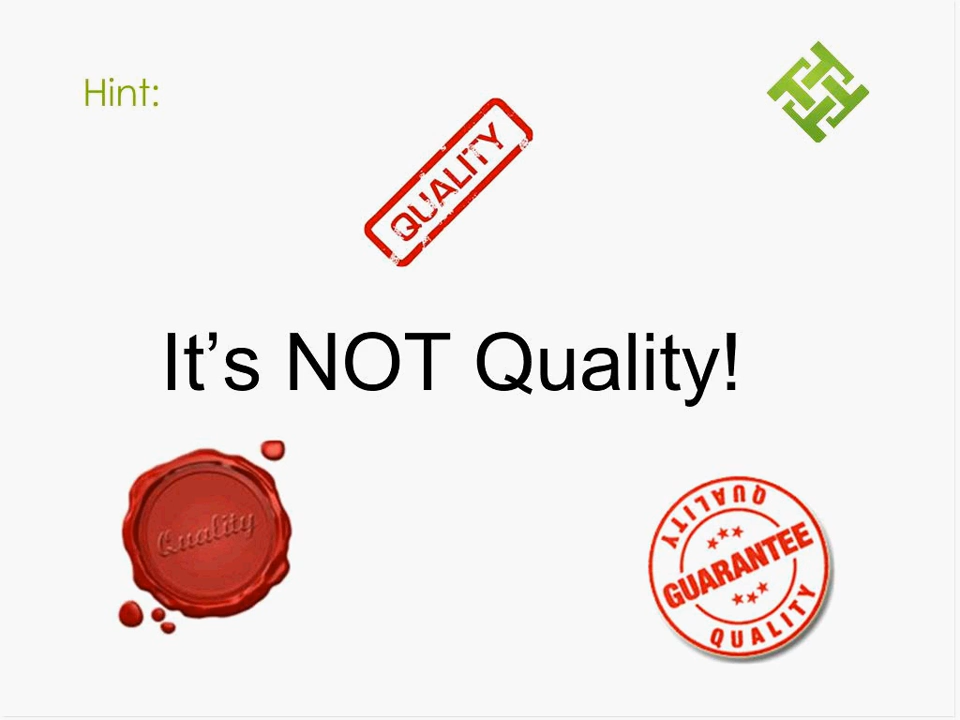 Hint:
QUALITY
It’s NOT Quality!
Quality
QUALITY
GUARANTEE
QUALITY